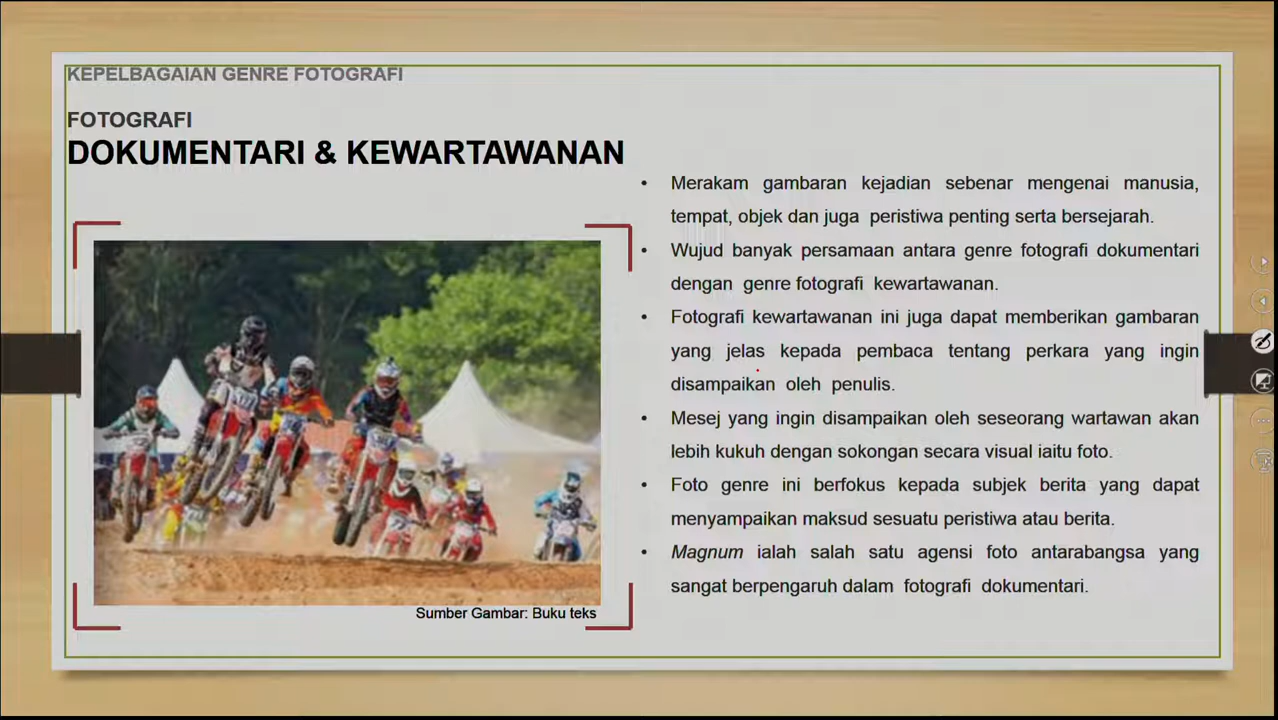 KEPELBAGAIAN GENRE FOTOGRAFI
FOTOGRAFI
DOKUMENTARI & KEWARTAWANAN
• Merakam gambaran kejadian sebenar mengenai manusia,
tempat, objek dan juga peristiwa penting serta bersejarah.
• Wujud banyak persamaan antara genre fotografi dokumentari
dengan genre fotografi kewartawanan.
• Fotografi kewartawanan ini juga dapat memberikan gambaran
yang jelas kepada pembaca tentang perkara yang ingin
disampaikan oleh penulis.
• Mesej yang ingin disampaikan oleh seseorang wartawan akan
lebih kukuh dengan sokongan secara visual iaitu foto.
• Foto genre ini berfokus kepada subjek berita yang dapat
menyampaikan maksud sesuatu peristiwa atau berita.
• Magnum ialah salah satu agensi foto antarabangsa yang
sangat berpengaruh dalam fotografi dokumentari.
Sumber Gambar: Buku teks